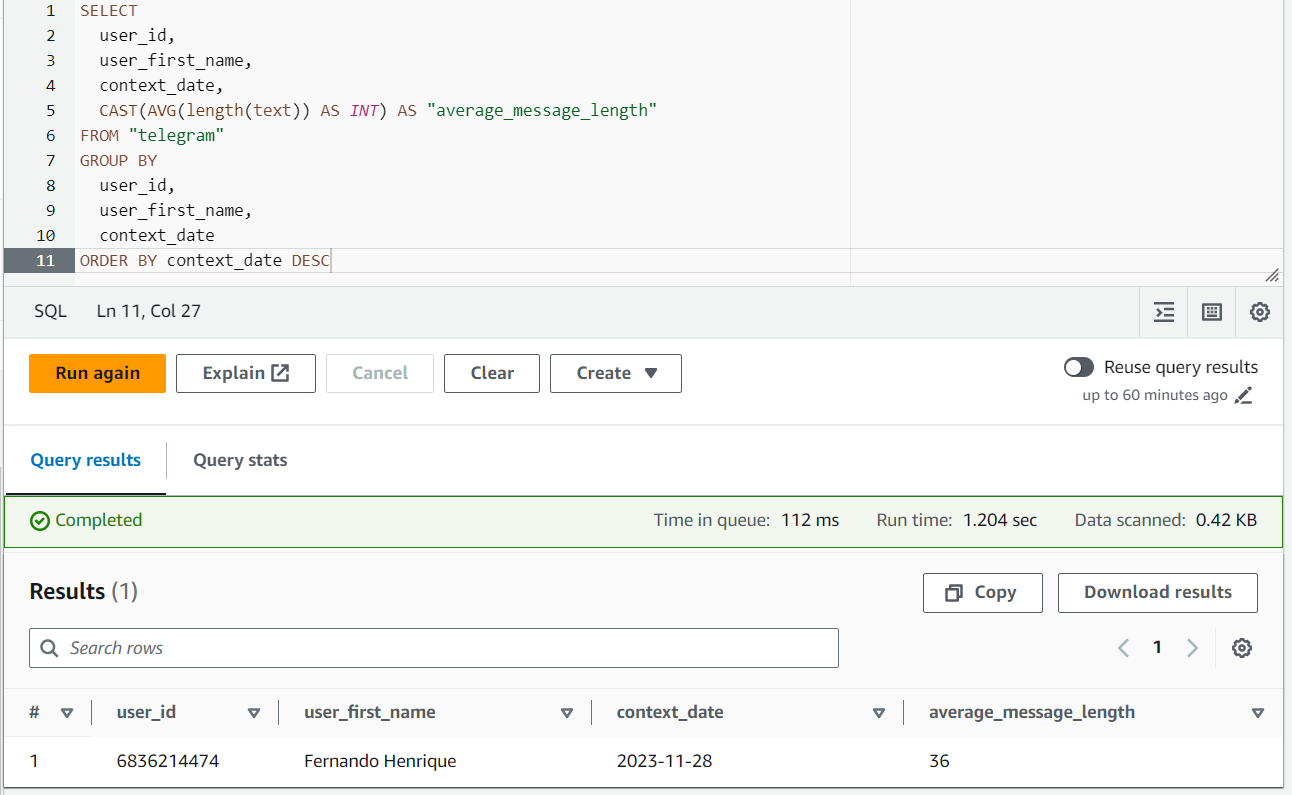 1 SELECT
2 user_id,
3 user_first_name,
4 context_date,
5 CAST(AVG(length(text)) AS INT) AS "average_message_length"
6 FROM "telegram"
7 GROUP BY
8 user_id,
9 user_first_name,
10 context_date
11 ORDER BY context_date DESC
SQL Ln 11, Col 27
Run again Explain Cancel Clear Create Reuse query results
up to 60 minutes ago
Query results Query stats
Completed Time in queue: 112 ms Run time: 1.204 sec Data scanned: 0.42 KB
Results (1) Copy Download results
Search rows 1
# user_id user_first_name context_date average_message_length
1 6836214474 Fernando Henrique 2023-11-28 36